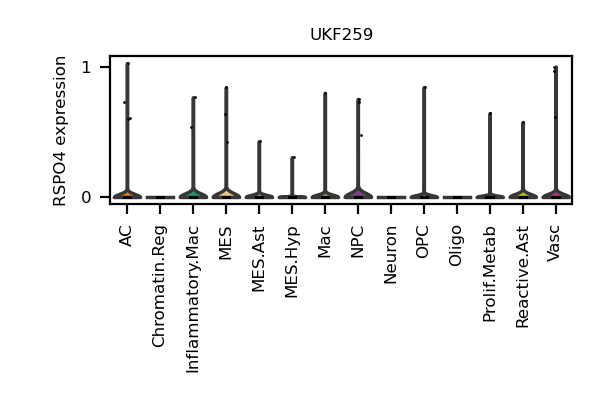 UKF259
RSPO4 expression
1
0
AC
Chromatin.Reg
Inflammatory.Mac
MES
MES.Ast
MES.Hyp
Mac
NPC
Neuron
OPC
Oligo
Prolif.Metab
Reactive.Ast
Vasc